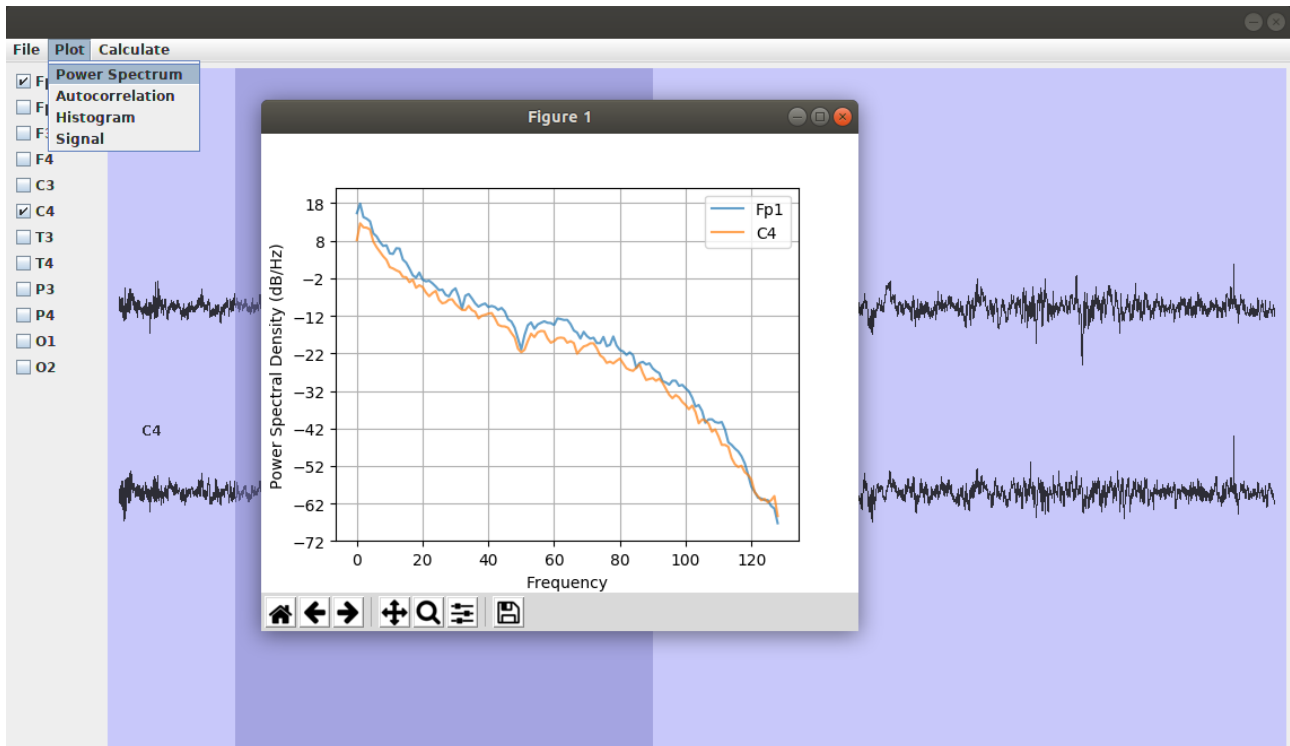 File Plot Calculate
Power Spectrum
Autocorrelation
Histogram
Signal
F4
C3
C4
T3
T4
P3
P4
O1
O2
C4
Figure 1
Fp1
C4
Power Spectral Density (dB/Hz)
18
8
−2
−12
−22
−32
−42
−52
−62
−72
0 20 40 60 80 100 120
Frequency